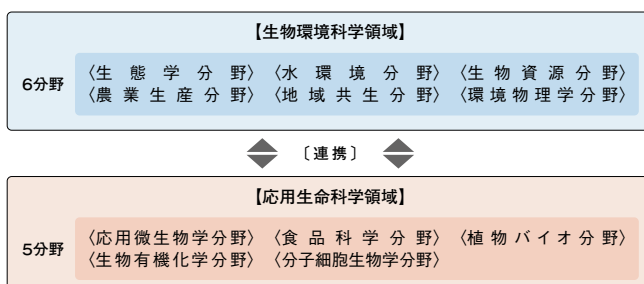 【生物環境科学領域】
6分野
〈生態学分野〉〈水環境分野〉〈生物資源分野〉
〈農業生産分野〉〈地域共生分野〉〈環境物理学分野〉
〔連携〕
【応用生命科学領域】
5分野
〈応用微生物学分野〉〈食品科学分野〉〈植物バイオ分野〉
〈生物有機化学分野〉〈分子細胞生物学分野〉